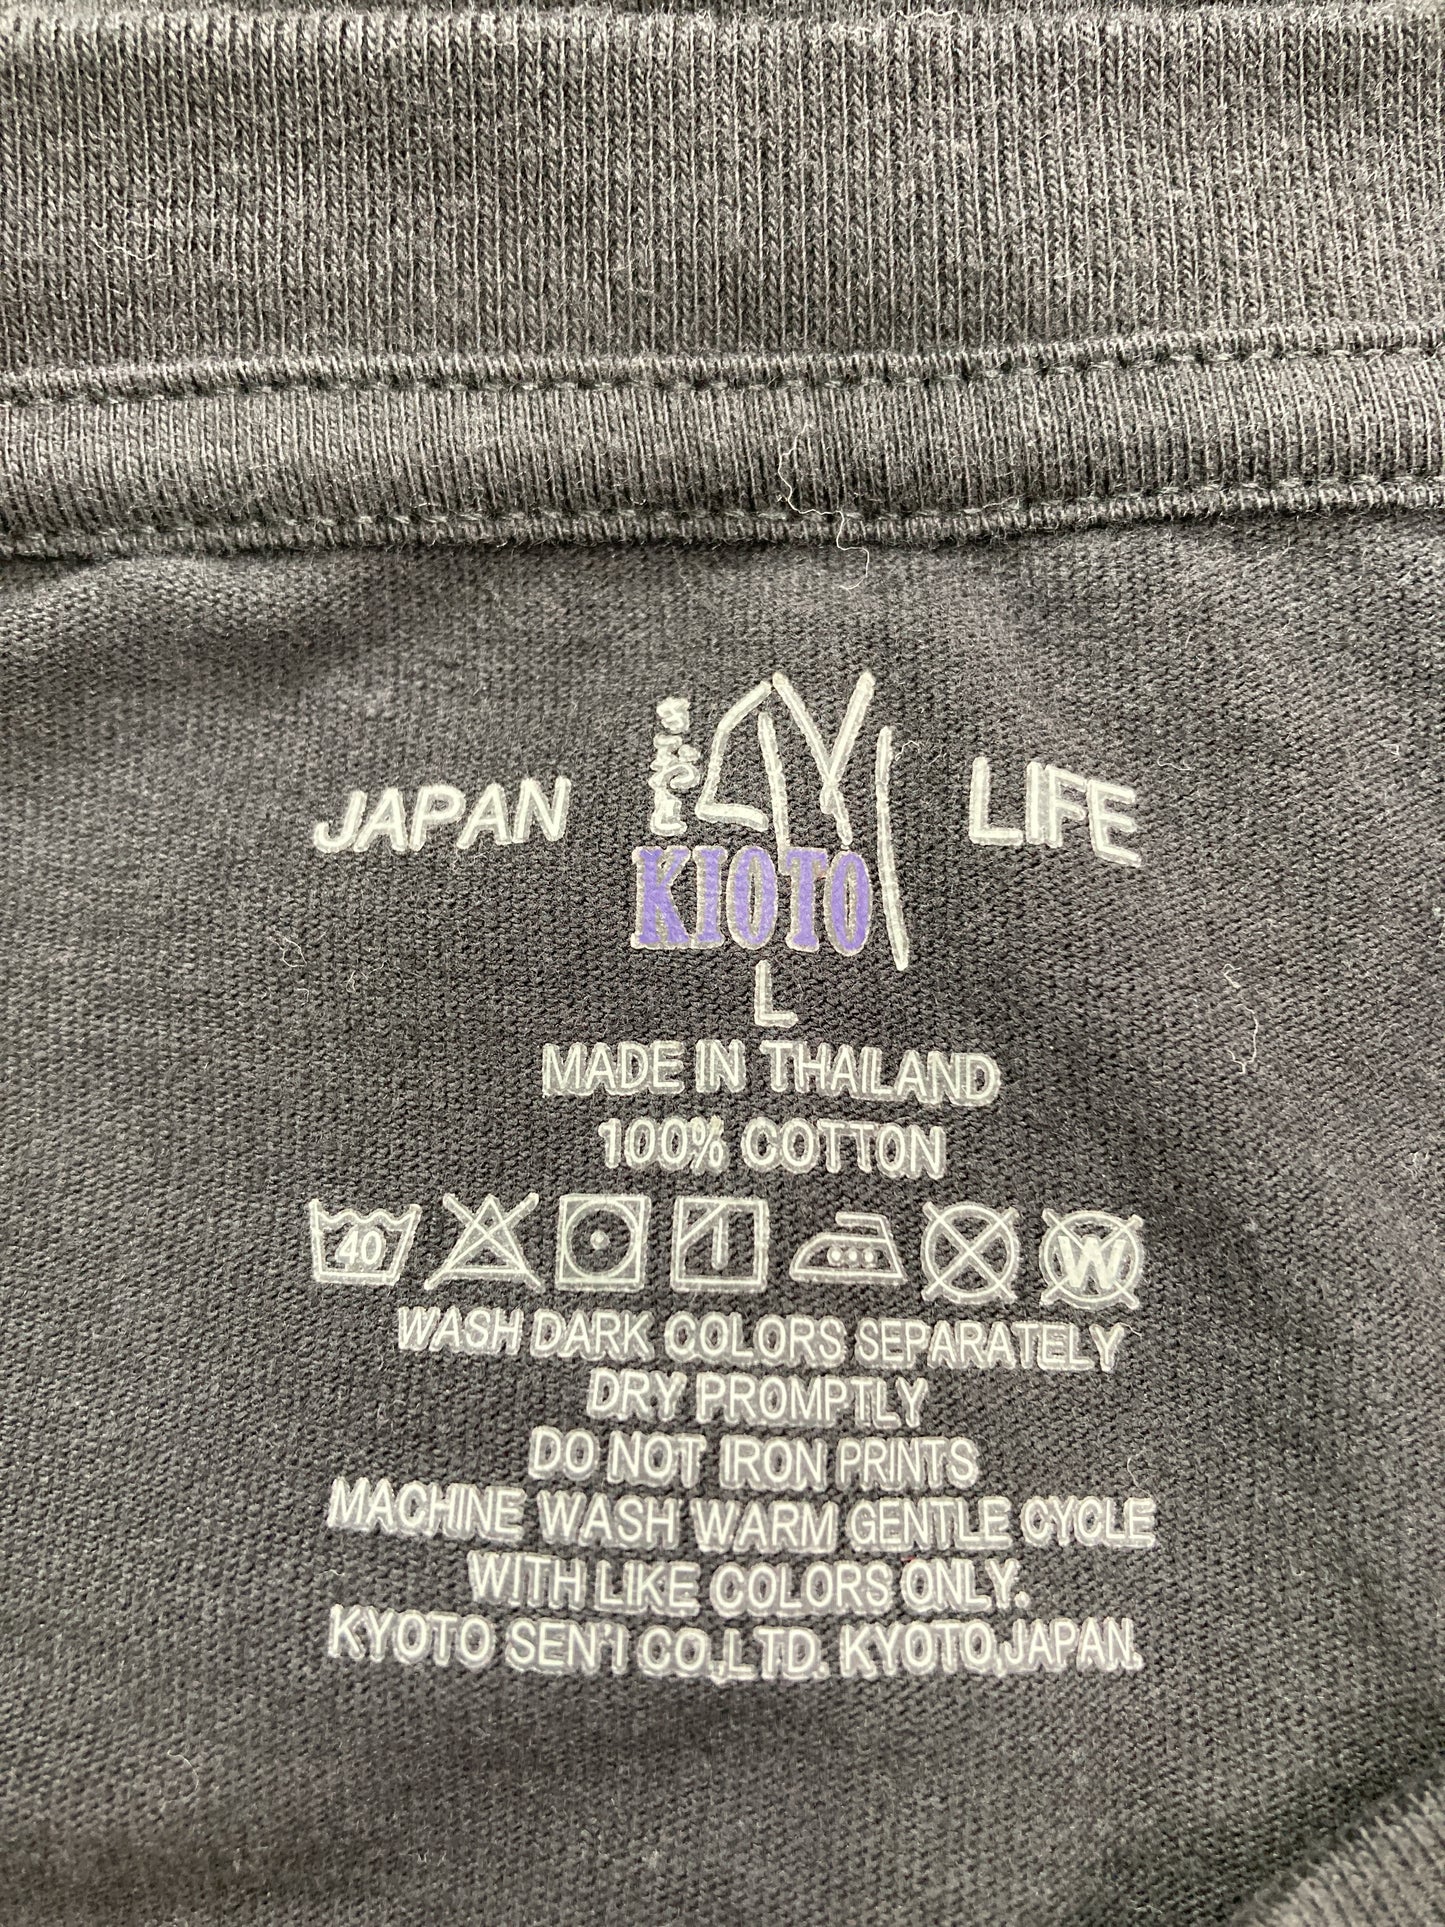 JAPAN LIFE
KIOTO
L
MADE IN THAILAND
100% COTTON
40 W
WASH DARK COLORS SEPARATELY
DRY PROMPTLY
DO NOT IRON PRINTS
MACHINE WASH WARM GENTLE CYCLE
WITH LIKE COLORS ONLY.
KYOTO SEN'I CO.,LTD. KYOTO,JAPAN.